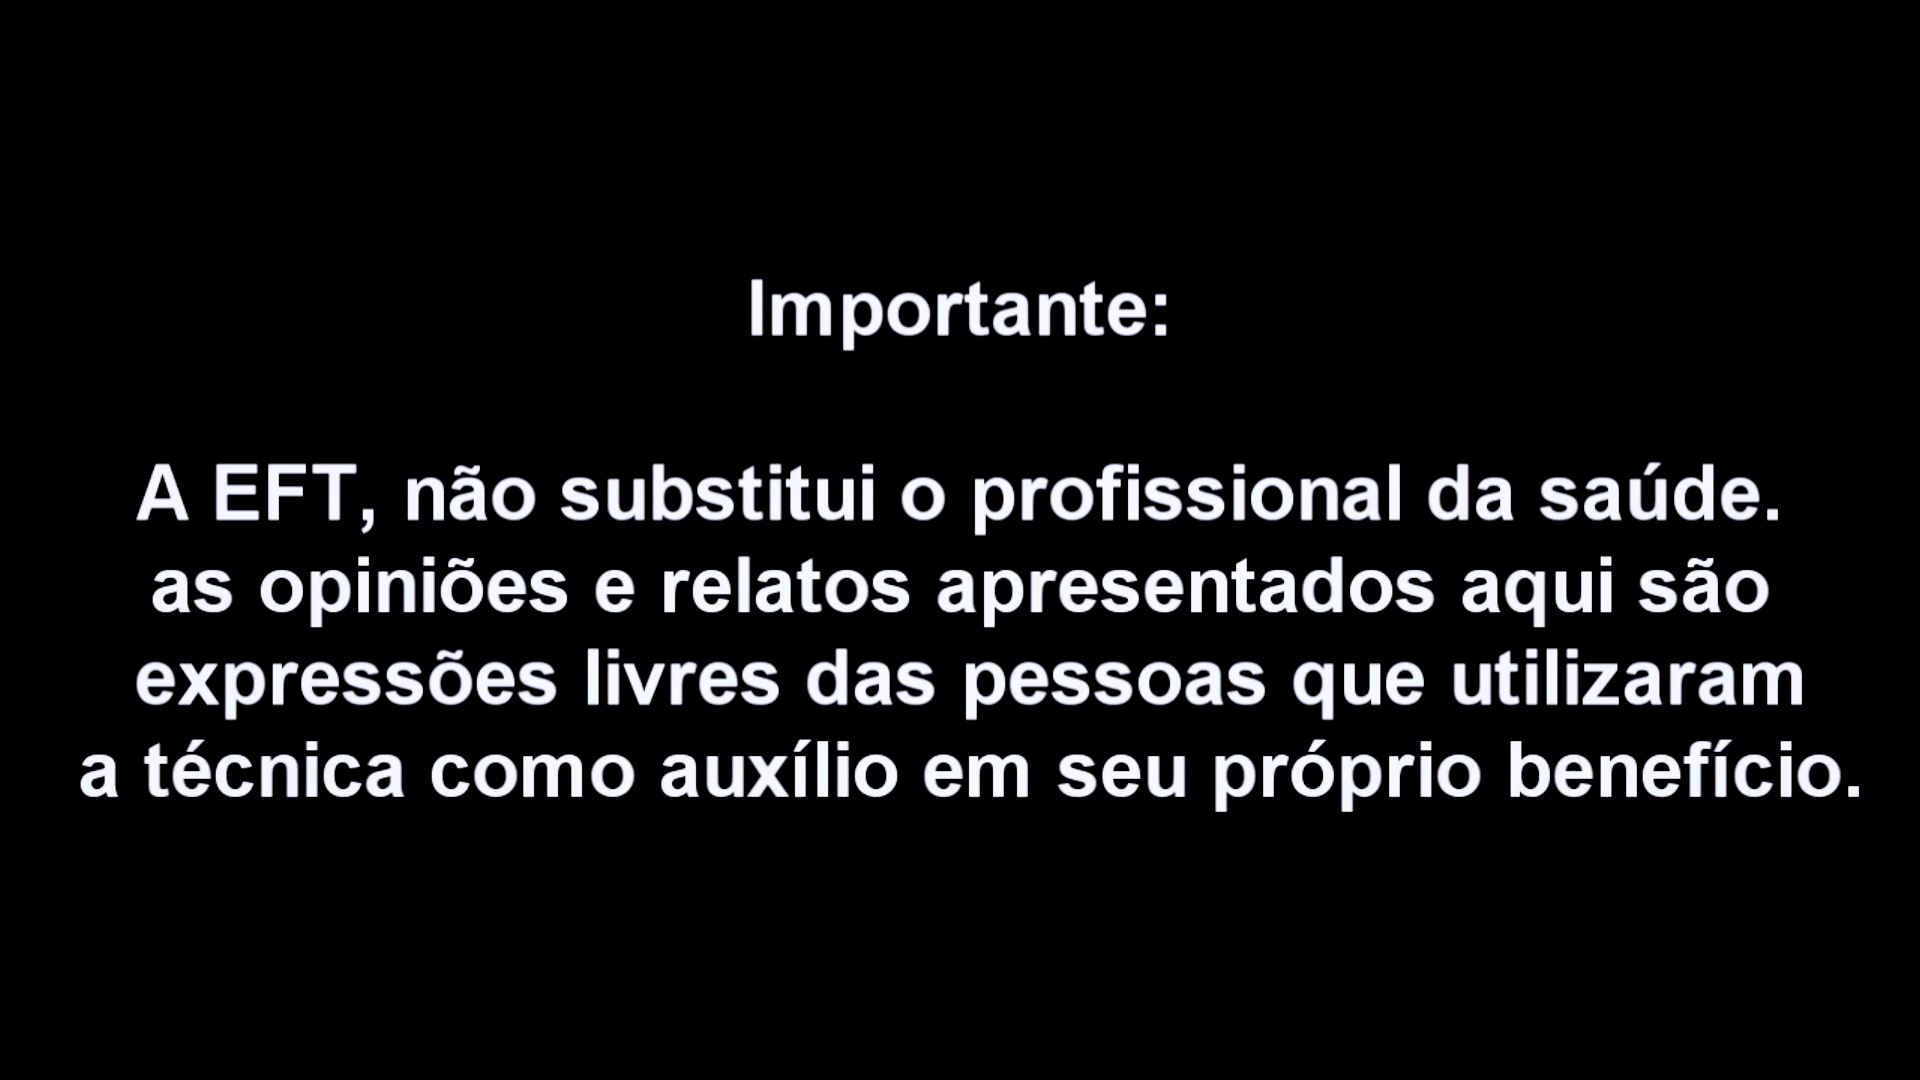 Importante:
A EFT, não substitui o profissional da saúde.
as opiniões e relatos apresentados aqui são
expressões livres das pessoas que utilizaram
a técnica como auxílio em seu próprio benefício.